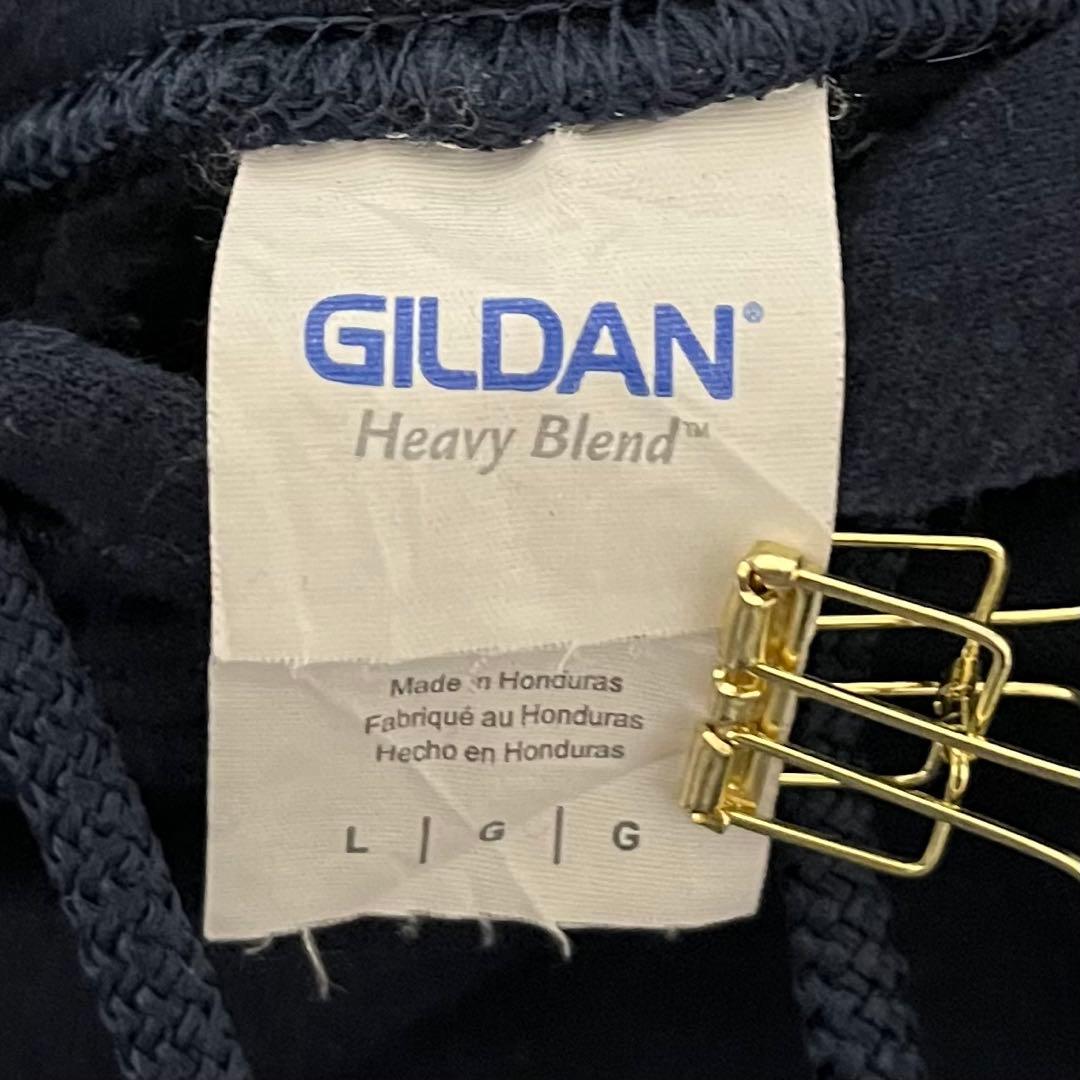 GILDAN®
Heavy Blend™
Made in Honduras
Fabriqué au Honduras
Hecho en Honduras
L | G | G